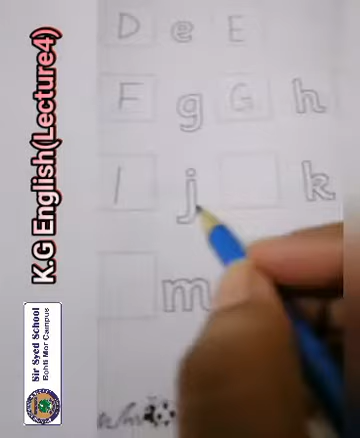 K.G English(Lecture4)
Sir Syed School
Bohti Mor Campus
D e E
F g G h
I j k
m